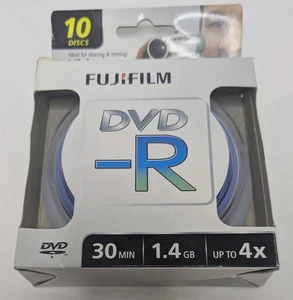 10
DISCS
Ideal for sharing & storing
FUJIFILM
DVD
-R
DVD
R
30 MIN
1.4 GB
UP TO 4x